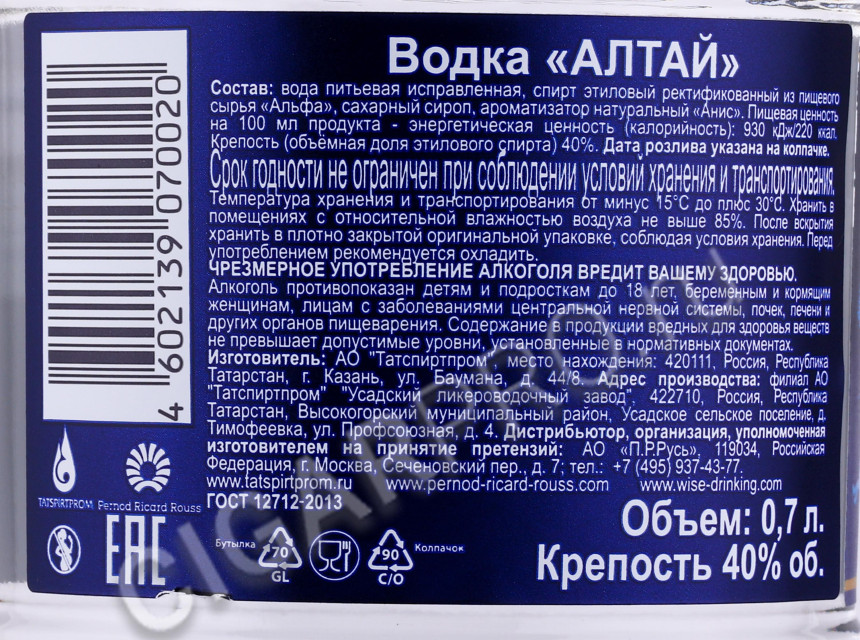 Водка «АЛТАЙ»
Состав: вода питьевая исправленная, спирт этиловый ректификованный из пищевого
сырья «Альфа», сахарный сироп, ароматизатор натуральный «Анис». Пищевая ценность
на 100 мл продукта - энергетическая ценность (калорийность): 930 кДж/220 ккал.
Крепость (объёмная доля этилового спирта) 40%. Дата розлива указана на колпачке.
Срок годности не ограничен при соблюдении условий хранения и транспортирования.
Температура хранения и транспортирования от минус 15°С до плюс 30°С. Хранить в
помещениях с относительной влажностью воздуха не выше 85%. После вскрытия
хранить в плотно закрытой оригинальной упаковке, соблюдая условия хранения. Перед
употреблением рекомендуется охладить.
ЧРЕЗМЕРНОЕ УПОТРЕБЛЕНИЕ АЛКОГОЛЯ ВРЕДИТ ВАШЕМУ ЗДОРОВЬЮ.
Алкоголь противопоказан детям и подросткам до 18 лет, беременным и кормящим
женщинам, лицам с заболеваниями центральной нервной системы, почек, печени и
других органов пищеварения. Содержание в продукции вредных для здоровья веществ
не превышает допустимые уровни, установленные в нормативных документах.
Изготовитель: АО "Татспиртпром", место нахождения: 420111, Россия, Республика
Татарстан, г. Казань, ул. Баумана, д. 44/8. Адрес производства: филиал АО
"Татспиртпром" "Усадский ликероводочный завод", 422710, Россия, Республика
Татарстан, Высокогорский муниципальный район, Усадское сельское поселение, д.
Тимофеевка, ул. Профсоюзная, д. 4. Дистрибьютор, организация, уполномоченная
изготовителем на принятие претензий: АО «П.Р.Русь», 119034, Российская
Федерация, г. Москва, Сеченовский пер., д. 7; тел.: +7 (495) 937-43-77.
www.tatspirtprom.ru www.pernod-ricard-rouss.com www.wise-drinking.com
ГОСТ 12712-2013
4 602139 070020
TATSPIRTPROM Pernod Ricard Rouss
EAC
Бутылка 70 GL 90 C/O Колпачок
Объем: 0,7 л.
Крепость 40% об.
CIGARPRO.RU